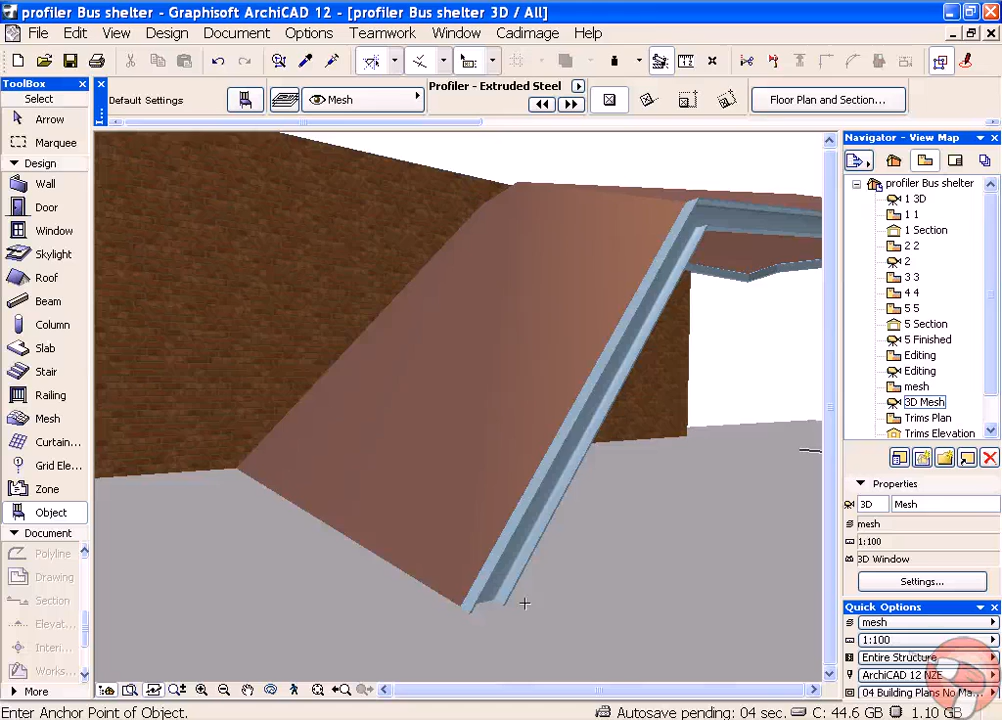 profiler Bus shelter - Graphisoft ArchiCAD 12 - [profiler Bus shelter 3D / All]
File Edit View Design Document Options Teamwork Window Cadimage Help
ToolBox
Select
Arrow
Marquee
Design
Wall
Door
Window
Skylight
Roof
Beam
Column
Slab
Stair
Railing
Mesh
Curtain...
Grid Ele...
Zone
Object
Document
Polyline
Drawing
Section
Elevat...
Interi...
Works...
More
Default Settings
Mesh
Profiler - Extruded Steel
Floor Plan and Section...
Navigator - View Map
profiler Bus shelter
1 3D
1 1
1 Section
2 2
2
3 3
4 4
5 5
5 Section
5 Finished
Editing
Editing
mesh
3D Mesh
Trims Plan
Trims Elevation
Properties
3D Mesh
mesh
1:100
3D Window
Settings...
Quick Options
mesh
1:100
Entire Structure
ArchiCAD 12 NZE
04 Building Plans No Ma...
Enter Anchor Point of Object.
Autosave pending: 04 sec.
C: 44.6 GB
1.10 GB